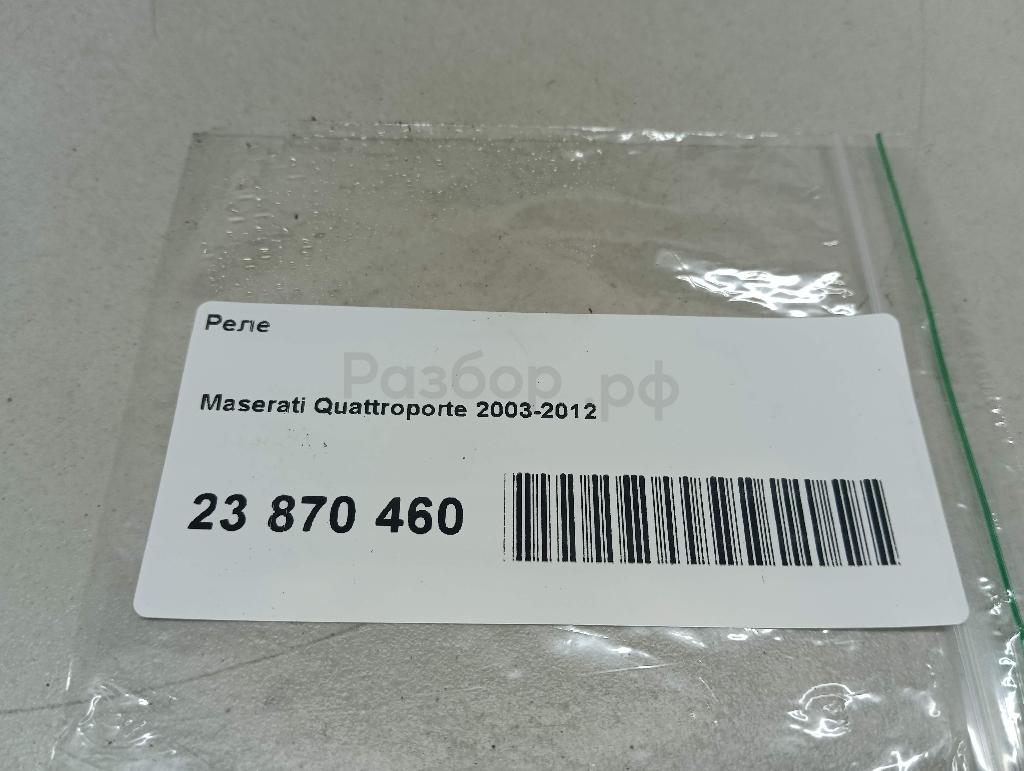 Реле
Разбор.рф
Maserati Quattroporte 2003-2012
23 870 460